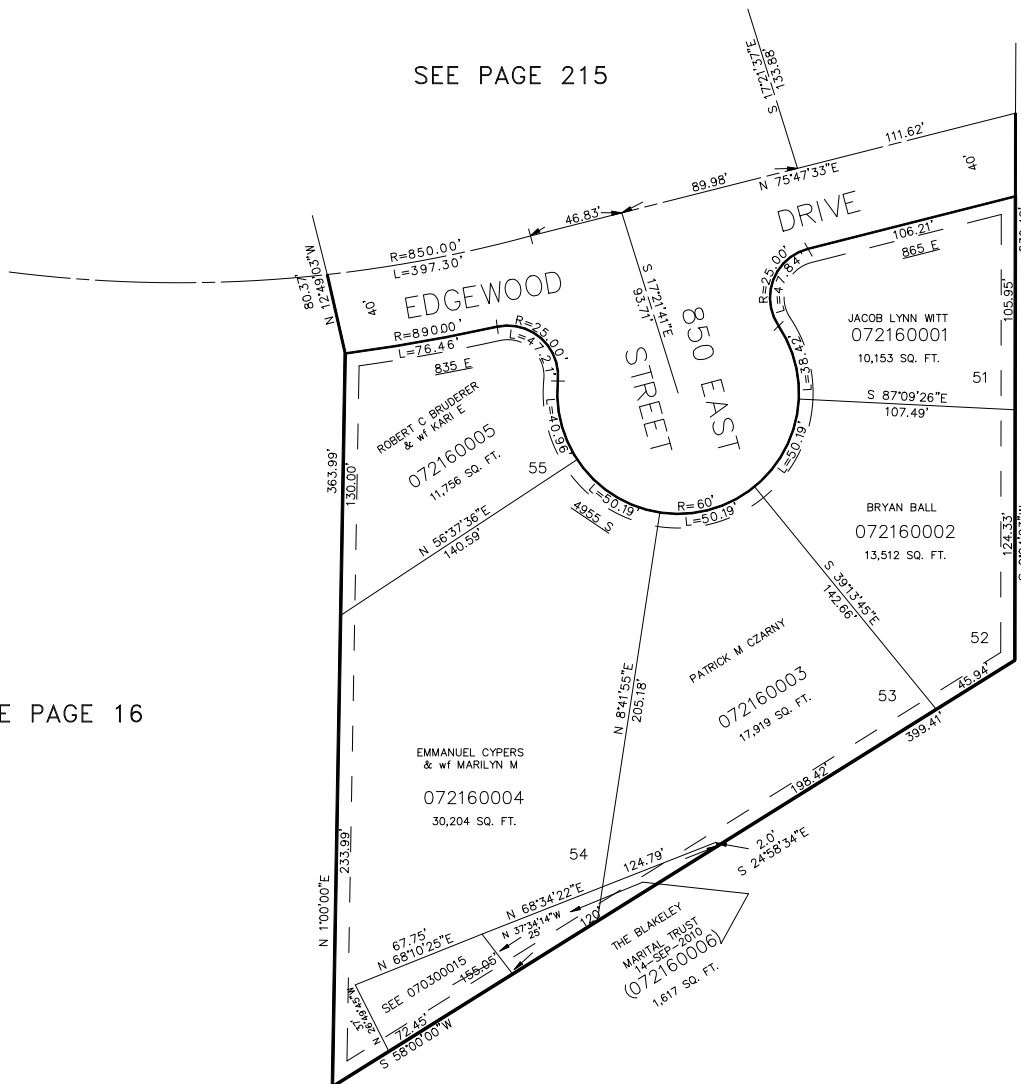 SEE PAGE 215
S 17°21'37"E
133.88'
111.62'
89.98'
N 75°47'33"E
40'
46.83'
DRIVE
106.21'
865 E
R=850.00'
L=397.30'
80.37'
N 12°49'03"W
40'
EDGEWOOD
S 17°21'41"E
93.71'
R=25.00'
L=47.84'
R=890.00'
L=76.46'
R=25.00'
L=47.21'
835 E
850 EAST
STREET
L=38.42'
JACOB LYNN WITT
072160001
10,153 SQ. FT.
105.95'
51
S 87°09'26"E
107.49'
ROBERT C BRUDERER
& wf KARI E
072160005
11,756 SQ. FT.
55
L=40.96'
363.99'
130.00'
L=50.19'
L=50.19'
R=60'
L=50.19'
4955 S
N 56°37'36"E
140.59'
BRYAN BALL
072160002
13,512 SQ. FT.
124.33'
52
S 39°13'45"E
142.66'
45.94'
PATRICK M CZARNY
072160003
17,919 SQ. FT.
53
399.41'
N 8°41'55"E
205.18'
PAGE 16
EMMANUEL CYPERS
& wf MARILYN M
072160004
30,204 SQ. FT.
54
198.42'
2.0'
S 24°58'34"E
233.99'
N 1°00'00"E
124.79'
N 68°34'22"E
N 37°34'14"W
25'
120'
67.75'
N 68°10'25"E
SEE 070300015
155.05'
37'
N 26°49'45"W
72.45'
S 58°00'00"W
THE BLAKELEY
MARITAL TRUST
14-SEP-2010
(072160006)
1,617 SQ. FT.